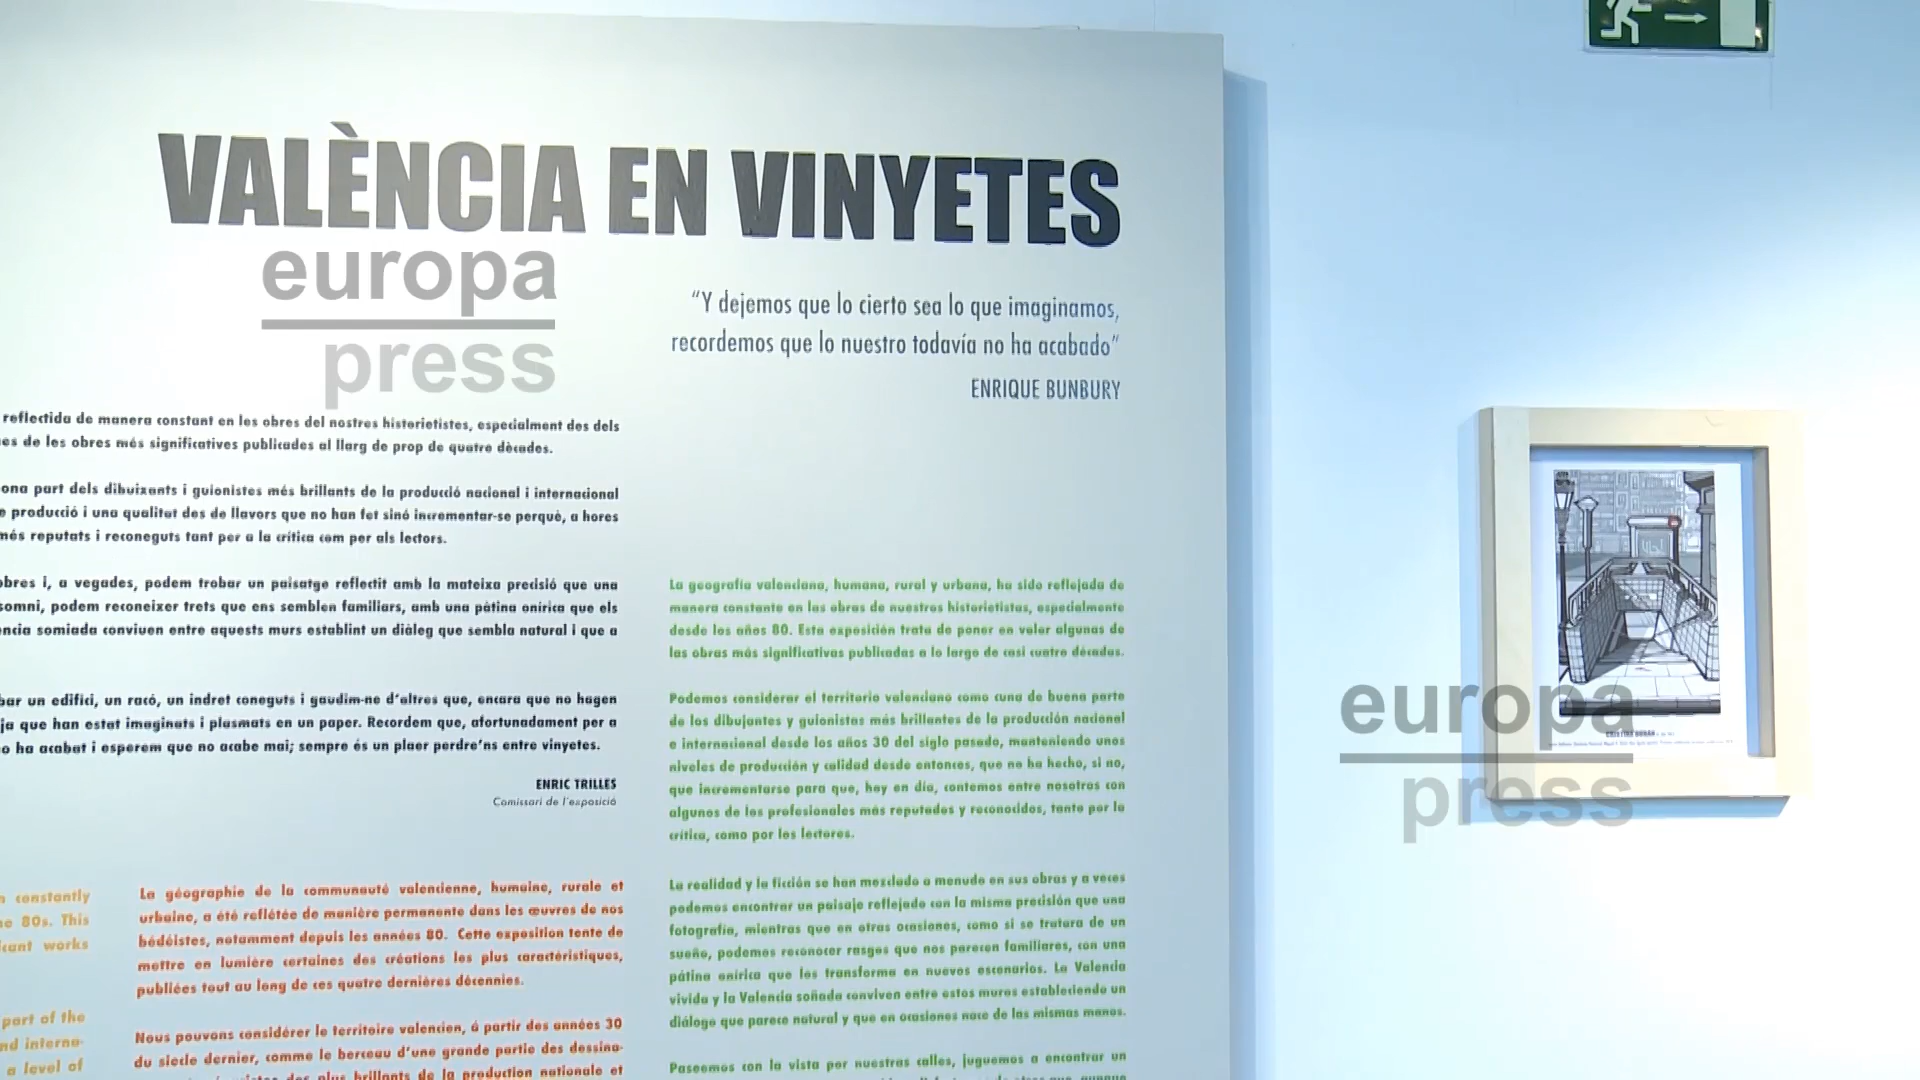 VALÈNCIA EN VINYETES
europa
press
“Y dejemos que lo cierto sea lo que imaginamos,
recordemos que lo nuestro todavía no ha acabado”
ENRIQUE BUNBURY
reflectida de manera constant en les obres del nostres historietistes, especialment des dels
es de les obres més significatives publicades al llarg de prop de quatre dècades.
ona part dels dibuixants i guionistes més brillants de la producció nacional i internacional
e producció i una qualitat des de llavors que no han fet sinó incrementar-se perquè, a hores
més reputats i reconeguts tant per a la crítica com per als lectors.
obres i, a vegades, podem trobar un paisatge reflectit amb la mateixa precisió que una
somni, podem reconeixer trets que ens semblen familiars, amb una pàtina onírica que els
ència somiada conviuen entre aquests murs establint un diàleg que sembla natural i que a
bar un edifici, un racó, un indret coneguts i gaudim-ne d’altres que, encara que no hagen
ja que han estat imaginats i plasmats en un paper. Recordem que, afortunadament per a
o ha acabat i esperem que no acabe mai; sempre és un plaer perdre’ns entre vinyetes.
ENRIC TRILLES
Comissari de l’exposició
La geografía valenciana, humana, rural y urbana, ha sido reflejada de
manera constante en las obras de nuestros historietistas, especialmente
desde los años 80. Esta exposición trata de poner en valor algunas de
las obras más significativas publicadas a lo largo de casi cuatro décadas.
Podemos considerar el territorio valenciano como cuna de buena parte
de los dibujantes y guionistas más brillantes de la producción nacional
e internacional desde los años 30 del siglo pasado, manteniendo unos
niveles de producción y calidad desde entonces, que no ha hecho, si no,
que incrementarse para que, hoy en día, contemos entre nosotros con
algunos de los profesionales más reputados y reconocidos, tanto por la
crítica, como por los lectores.
La realidad y la ficción se han mezclado a menudo en sus obras y a veces
podemos encontrar un paisaje reflejado con la misma precisión que una
fotografía, mientras que en otras ocasiones, como si se tratara de un
sueño, podemos reconocer rasgos que nos parecen familiares, con una
pátina onírica que los transforma en nuevos escenarios. La Valencia
vivida y la Valencia soñada conviven entre estos muros estableciendo un
diálogo que parece natural y que en ocasiones nace de las mismas manos.
Paseemos con la vista por nuestras calles, juguemos a encontrar un
constantly
e 80s. This
icant works
part of the
nd interna-
a level of
La géographie de la communauté valencienne, humaine, rurale et
urbaine, a été reflétée de manière permanente dans les œuvres de nos
bédéistes, notamment depuis les années 80. Cette exposition tente de
mettre en lumière certaines des créations les plus caractéristiques,
publiées tout au long de ces quatre dernières décennies.
Nous pouvons considérer le territoire valencien, á partir des années 30
du siecle dernier, comme le berceau d’une grande partie des dessina-
des plus brillants de la production nationale et
CRISTINA DURÁN
europa
press